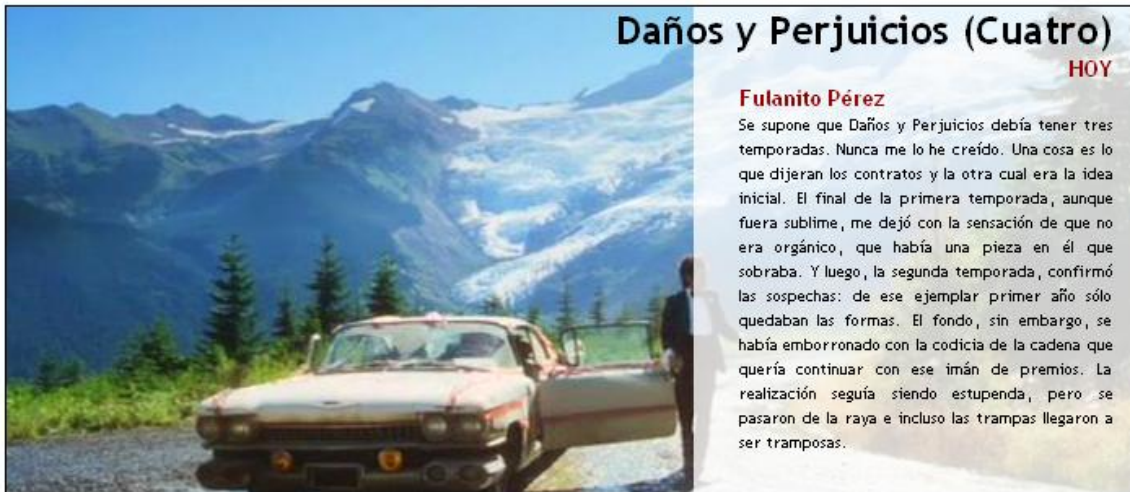 Daños y Perjuicios (Cuatro)
HOY
Fulanito Pérez
Se supone que Daños y Perjuicios debía tener tres
temporadas. Nunca me lo he creído. Una cosa es lo
que dijeran los contratos y la otra cual era la idea
inicial. El final de la primera temporada, aunque
fuera sublime, me dejó con la sensación de que no
era orgánico, que había una pieza en él que
sobraba. Y luego, la segunda temporada, confirmó
las sospechas: de ese ejemplar primer año sólo
quedaban las formas. El fondo, sin embargo, se
había emborronado con la codicia de la cadena que
quería continuar con ese imán de premios. La
realización seguía siendo estupenda, pero se
pasaron de la raya e incluso las trampas llegaron a
ser tramposas.